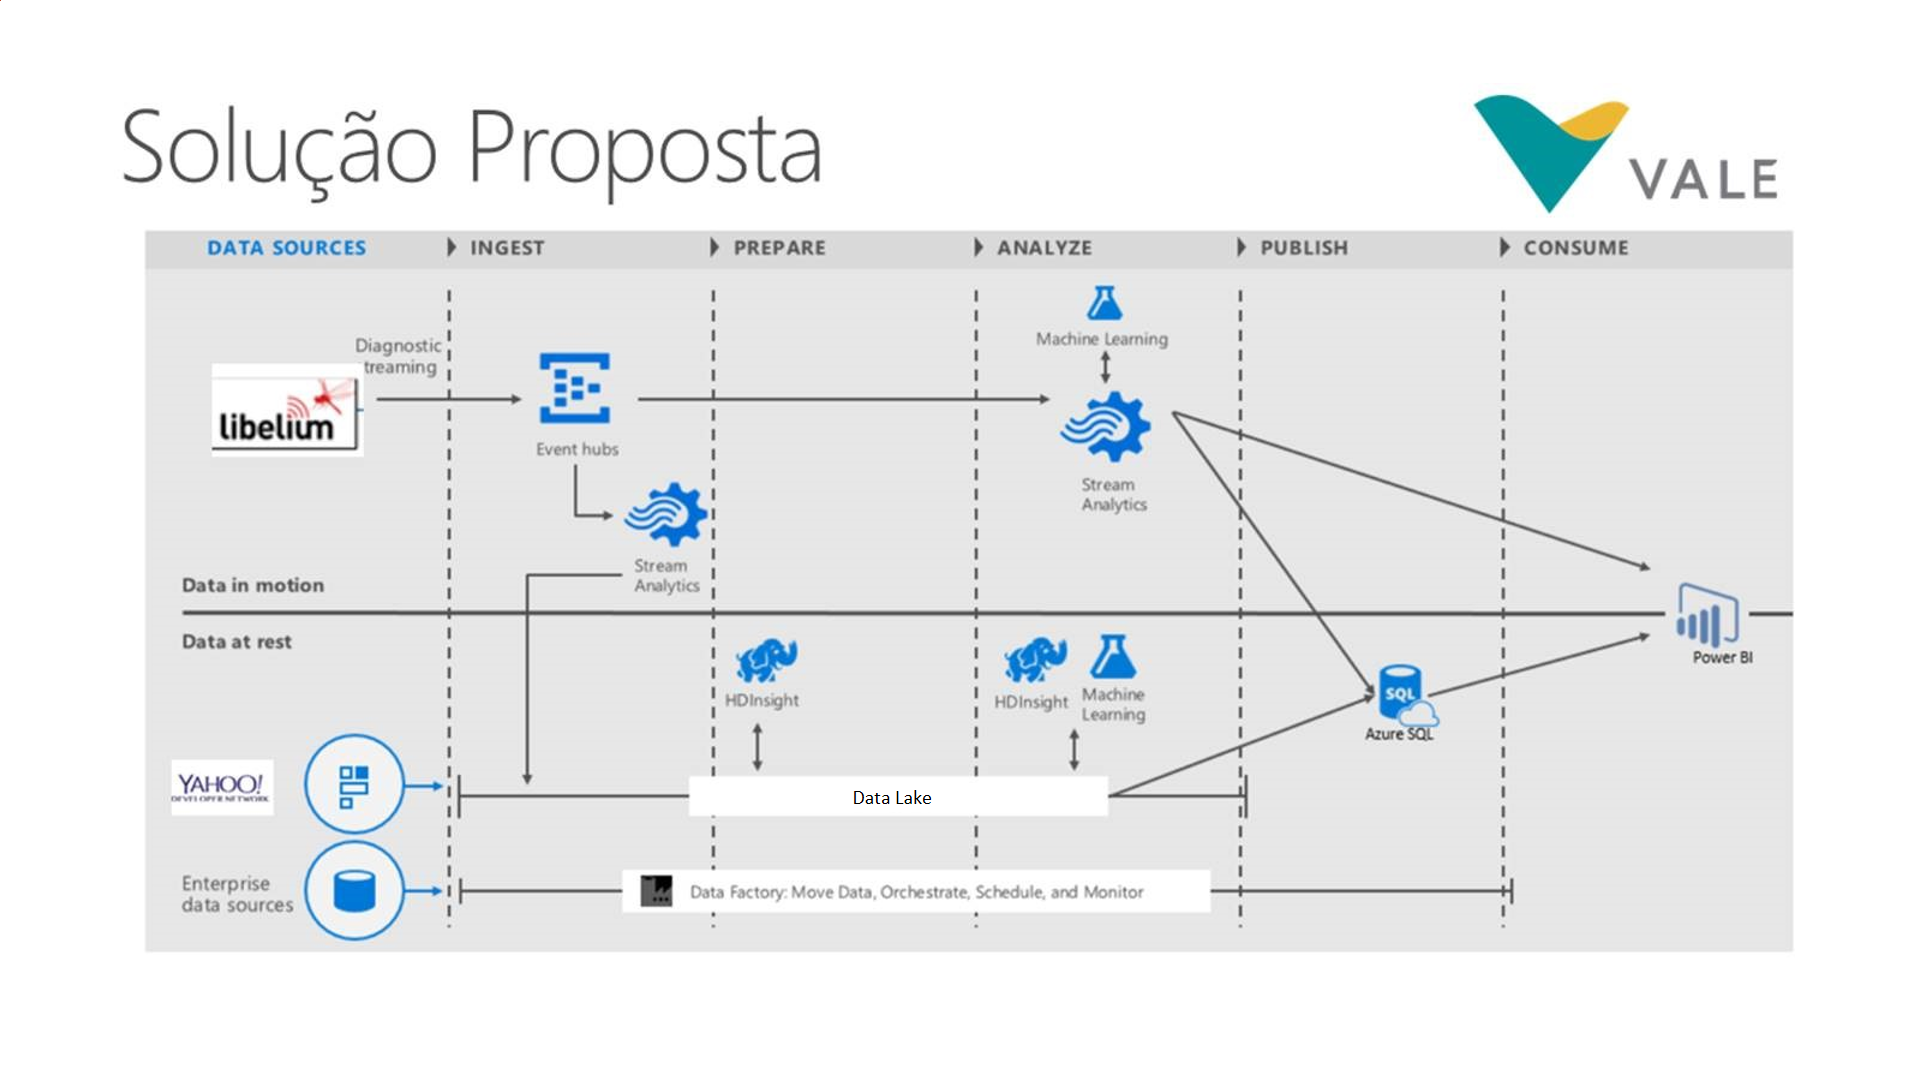 Solução Proposta
VALE
DATA SOURCES
INGEST
PREPARE
ANALYZE
PUBLISH
CONSUME
Diagnostic
treaming
libelium
Event hubs
Stream
Analytics
Machine Learning
Stream
Analytics
Data in motion
Data at rest
HDInsight
HDInsight
Machine
Learning
SQL
Azure SQL
Power BI
YAHOO!
DEVELOPER NETWORK
Data Lake
Enterprise
data sources
Data Factory: Move Data, Orchestrate, Schedule, and Monitor